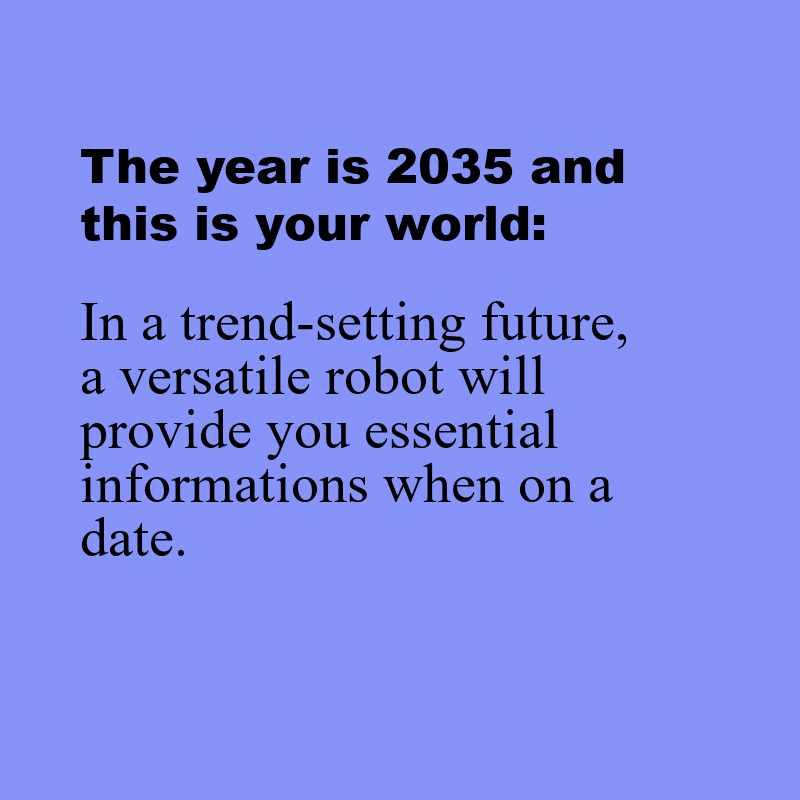 The year is 2035 and
this is your world:
In a trend-setting future,
a versatile robot will
provide you essential
informations when on a
date.